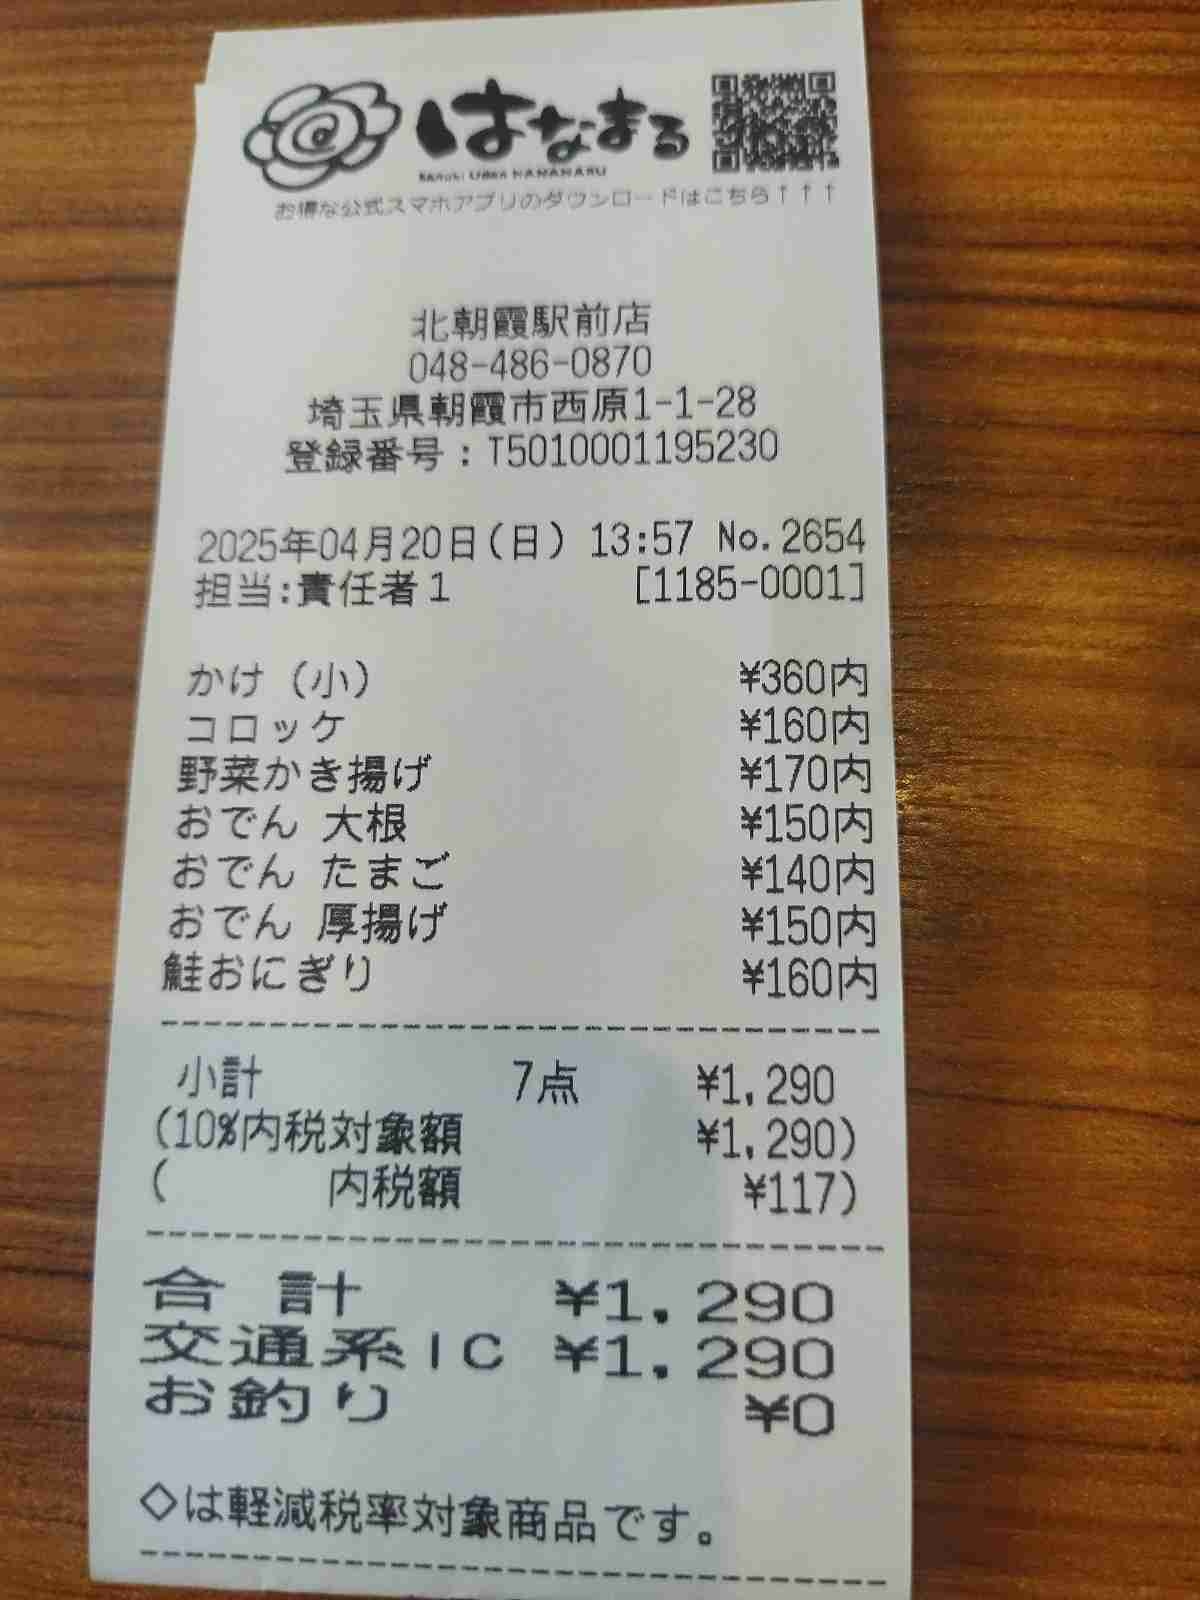 はなまる
Sanuki Udon HANAMARU
お得な公式スマホアプリのダウンロードはこちら↑↑↑
北朝霞駅前店
048-486-0870
埼玉県朝霞市西原1-1-28
登録番号：T5010001195230
2025年04月20日(日) 13:57 No.2654
担当:責任者1 [1185-0001]
かけ（小） ¥360内
コロッケ ¥160内
野菜かき揚げ ¥170内
おでん 大根 ¥150内
おでん たまご ¥140内
おでん 厚揚げ ¥150内
鮭おにぎり ¥160内
小計 7点 ¥1,290
(10%内税対象額 ¥1,290)
( 内税額 ¥117)
合 計 ¥1,290
交通系IC ¥1,290
お釣り ¥0
◇は軽減税率対象商品です。